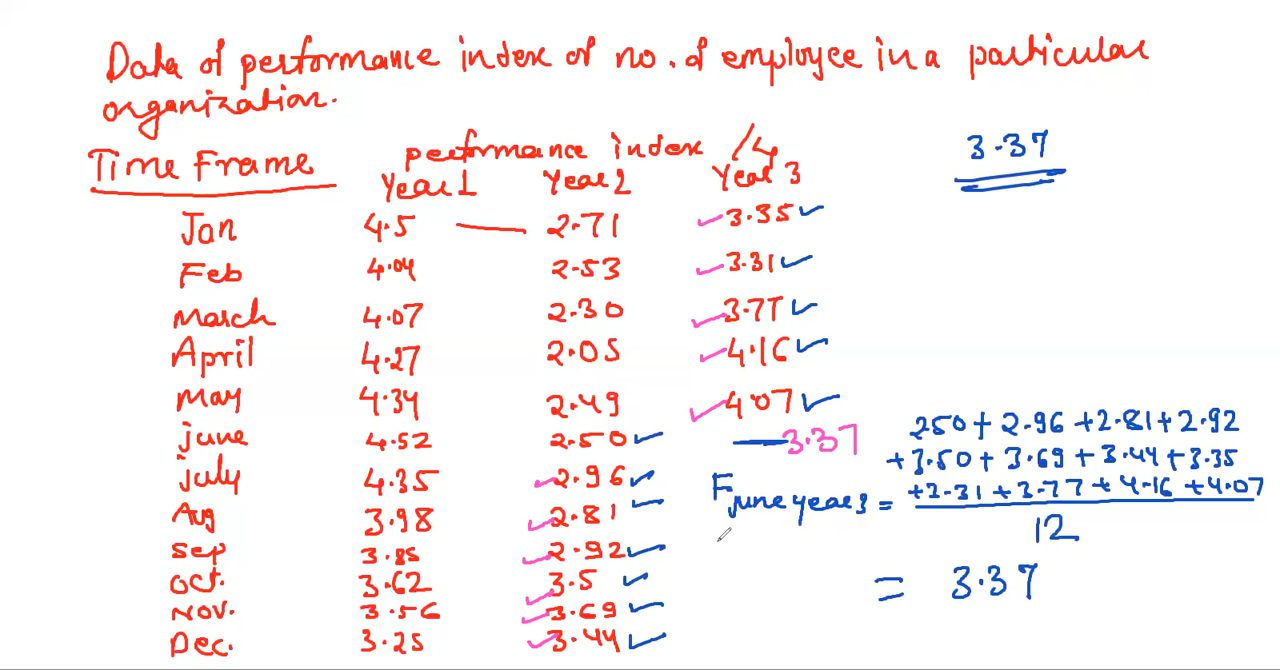 Data of performance index of no. of employee in a particular
organization.
Time Frame performance index /4 3.37
Year 1 Year 2 Year 3
Jan 4.5 2.71 3.35
Feb 4.04 2.53 3.31
March 4.07 2.30 3.77
April 4.27 2.05 4.16
May 4.34 2.49 4.07
june 4.52 2.50 3.37
july 4.35 2.96
Aug 3.98 2.81
Sep 3.85 2.92
Oct. 3.62 3.5
Nov. 3.56 3.69
Dec. 3.25 3.44
250 + 2.96 + 2.81 + 2.92
+ 3.50 + 3.69 + 3.44 + 3.35
F june year 3 = +2.31 + 3.77 + 4.16 + 4.07
12
= 3.37